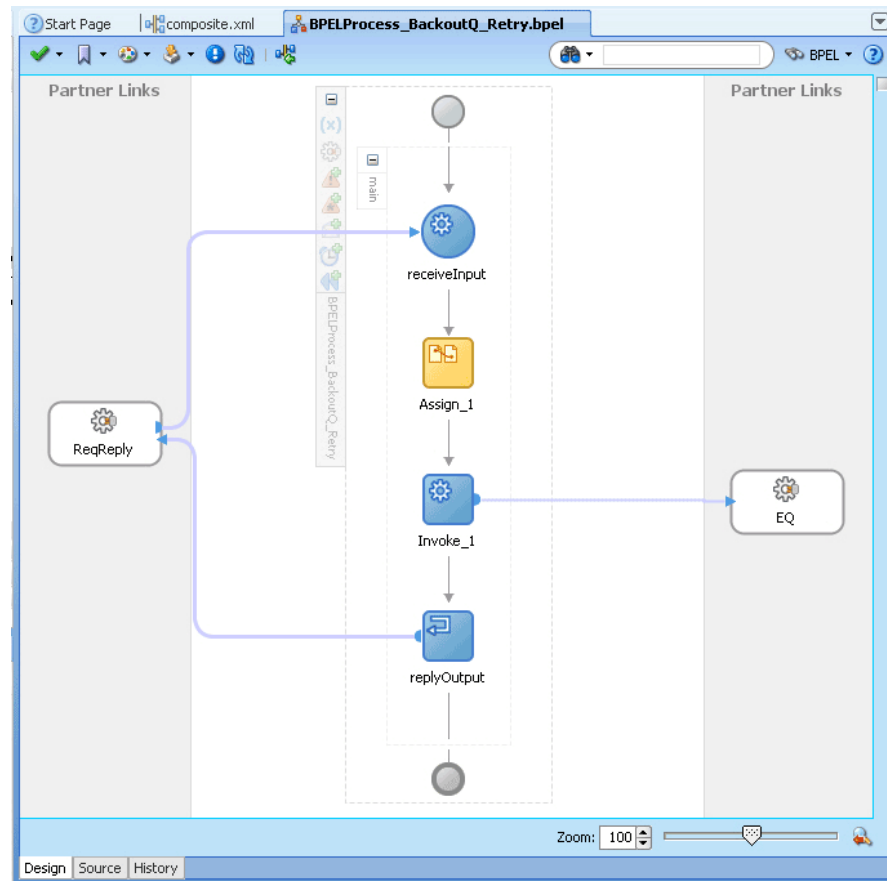 Start Page composite.xml BPELProcess_BackoutQ_Retry.bpel
BPEL
Partner Links
Partner Links
(x)
main
receiveInput
BPELProcess_BackoutQ_Retry
Assign_1
ReqReply
Invoke_1
EQ
replyOutput
Zoom: 100
Design Source History